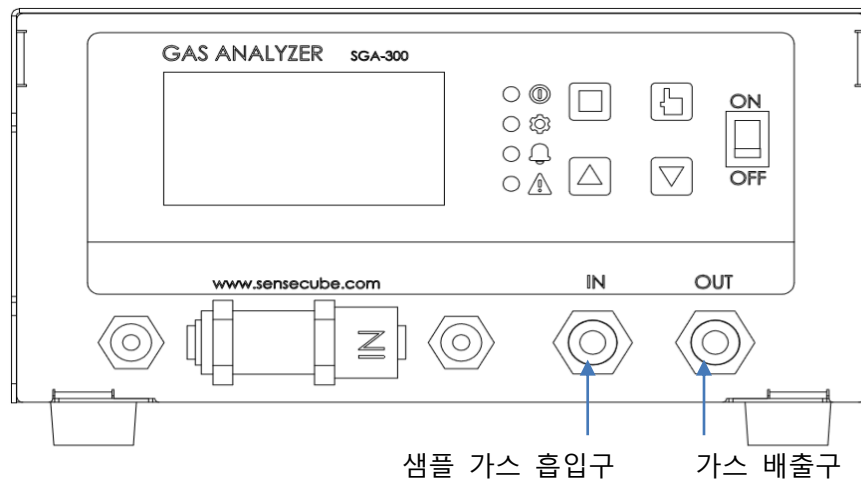 GAS ANALYZER SGA-300
ON
OFF
www.sensecube.com
IN
OUT
IN
샘플 가스 흡입구
가스 배출구